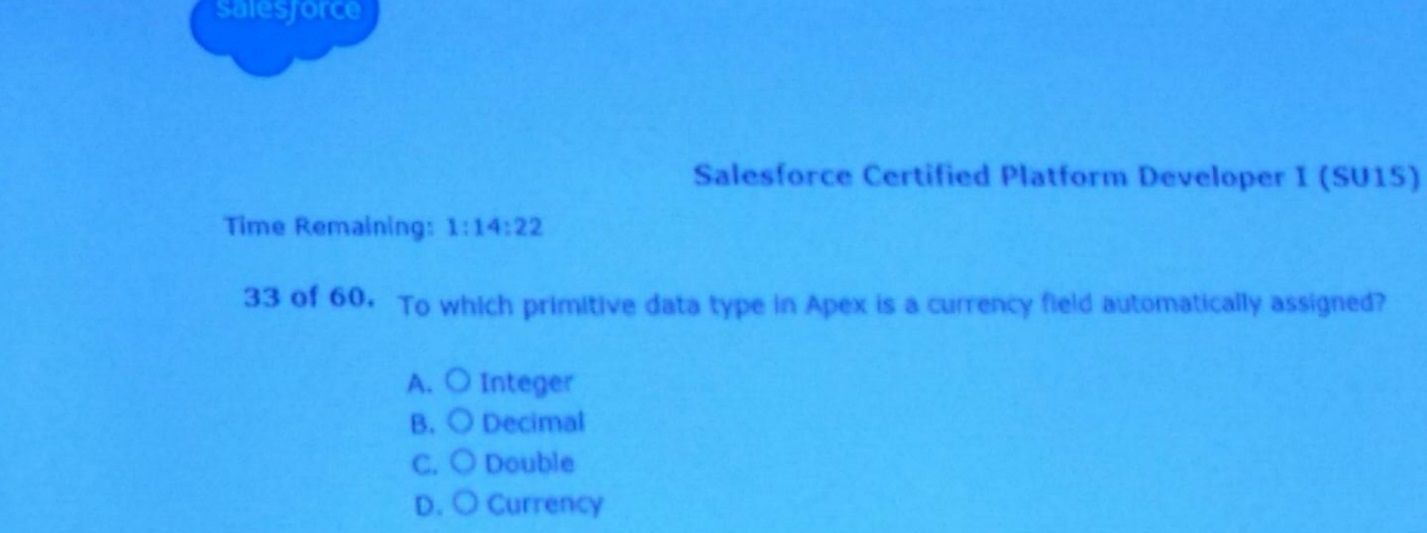 salesforce
Salesforce Certified Platform Developer I (SU15)
Time Remaining: 1:14:22
33 of 60. To which primitive data type in Apex is a currency field automatically assigned?
A. Integer
B. Decimal
C. Double
D. Currency